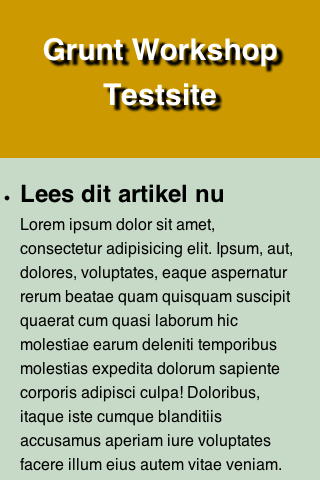 Grunt Workshop
Testsite
Lees dit artikel nu
Lorem ipsum dolor sit amet,
consectetur adipisicing elit. Ipsum, aut,
dolores, voluptates, eaque aspernatur
rerum beatae quam quisquam suscipit
quaerat cum quasi laborum hic
molestiae earum deleniti temporibus
molestias expedita dolorum sapiente
corporis adipisci culpa! Doloribus,
itaque iste cumque blanditiis
accusamus aperiam iure voluptates
facere illum eius autem vitae veniam.